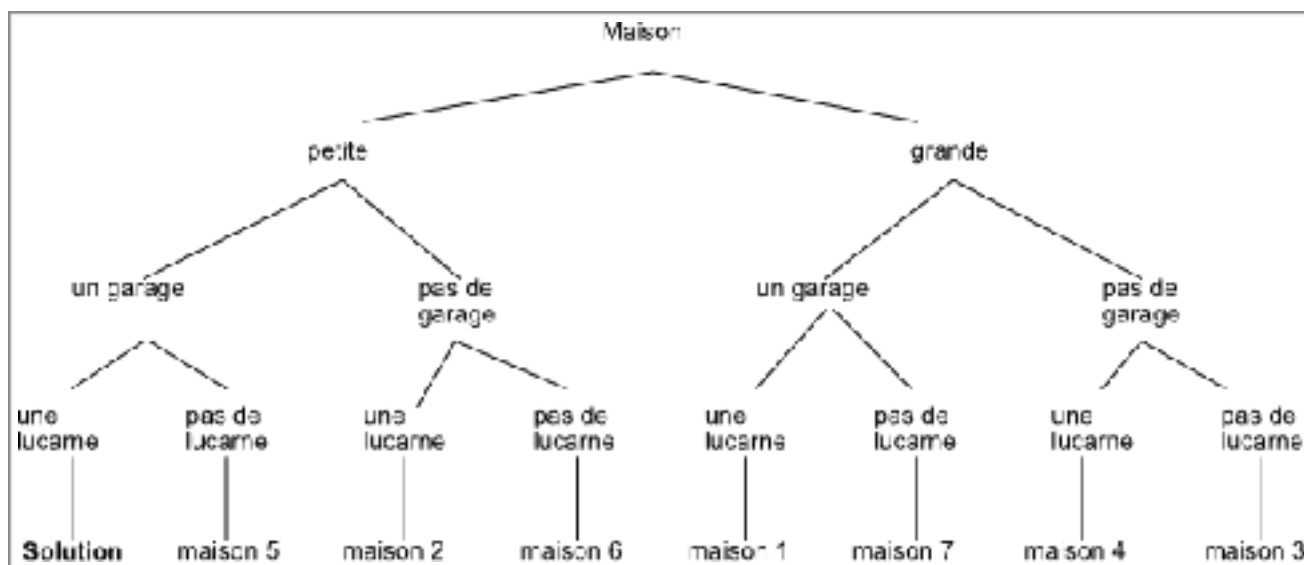 Maison
petite grande
un garage pas de garage un garage pas de garage
une lucarne pas de lucarne une lucarne pas de lucarne une lucarne pas de lucarne une lucarne pas de lucarne
Solution maison 5 maison 2 maison 6 maison 1 maison 7 maison 4 maison 3